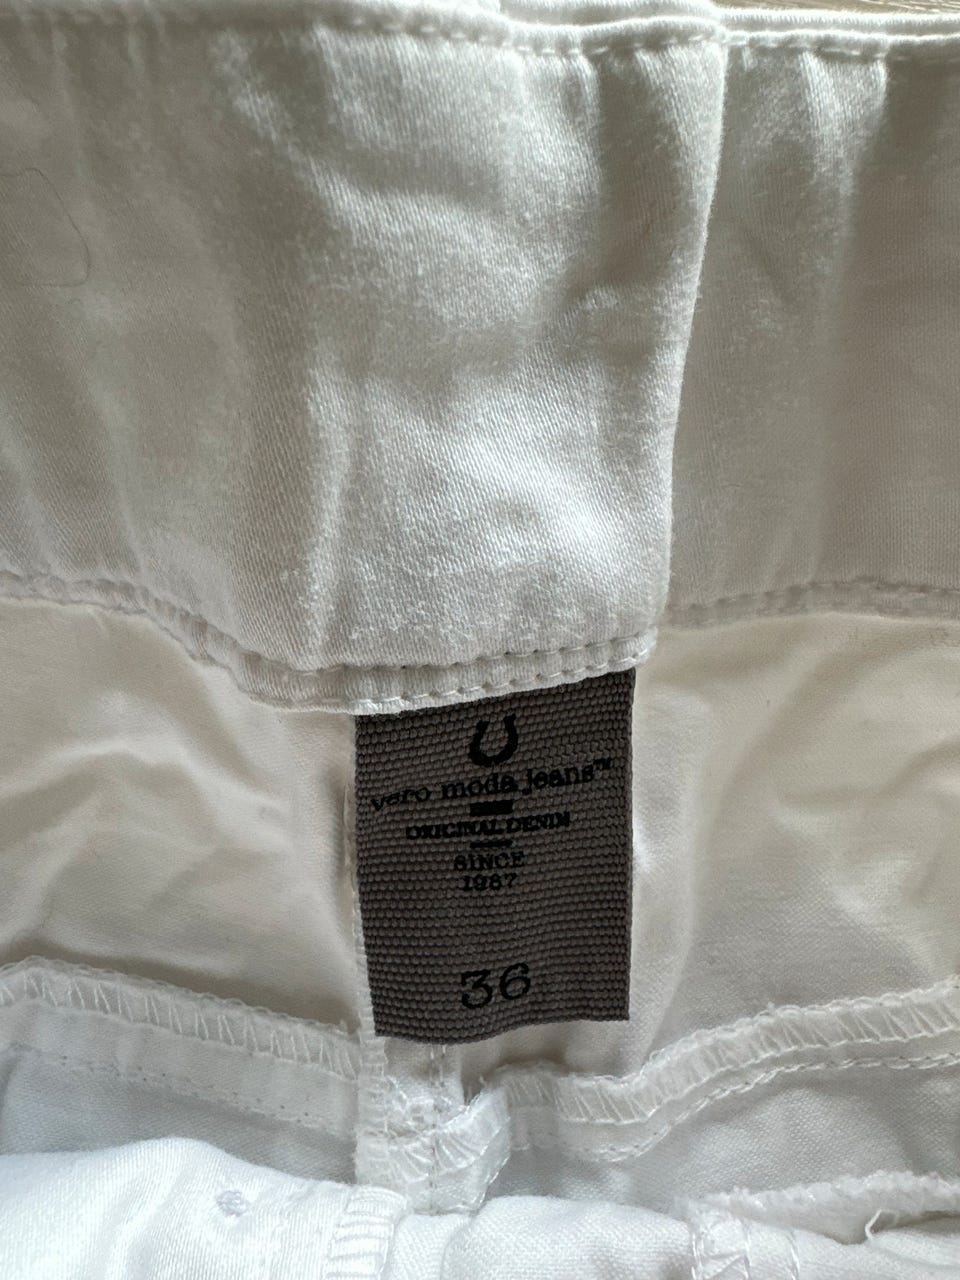 vero moda jeans™
ORIGINAL DENIM
SINCE
1987
36